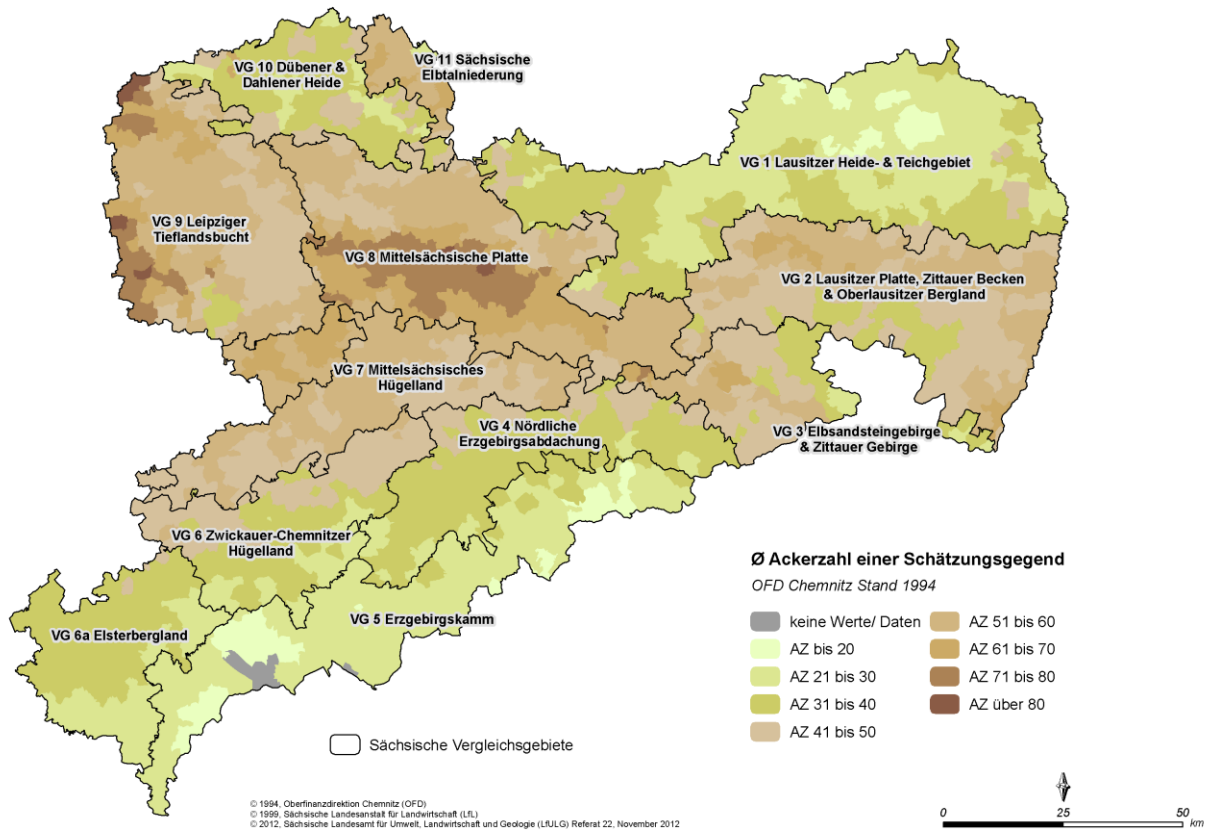 VG 10 Dübener &
Dahlener Heide
VG 11 Sächsische
Elbtalniederung
VG 1 Lausitzer Heide- & Teichgebiet
VG 9 Leipziger
Tieflandsbucht
VG 8 Mittelsächsische Platte
VG 2 Lausitzer Platte, Zittauer Becken
& Oberlausitzer Bergland
VG 7 Mittelsächsisches
Hügelland
VG 4 Nördliche
Erzgebirgsabdachung
VG 3 Elbsandsteingebirge
& Zittauer Gebirge
VG 6 Zwickauer-Chemnitzer
Hügelland
VG 5 Erzgebirgskamm
VG 6a Elsterbergland
Ø Ackerzahl einer Schätzungsgegend
OFD Chemnitz Stand 1994
keine Werte/ Daten
AZ bis 20
AZ 21 bis 30
AZ 31 bis 40
AZ 41 bis 50
AZ 51 bis 60
AZ 61 bis 70
AZ 71 bis 80
AZ über 80
Sächsische Vergleichsgebiete
© 1994, Oberfinanzdirektion Chemnitz (OFD)
© 1999, Sächsische Landesanstalt für Landwirtschaft (LfL)
© 2012, Sächsisches Landesamt für Umwelt, Landwirtschaft und Geologie (LfULG) Referat 22, November 2012
0 25 50
km